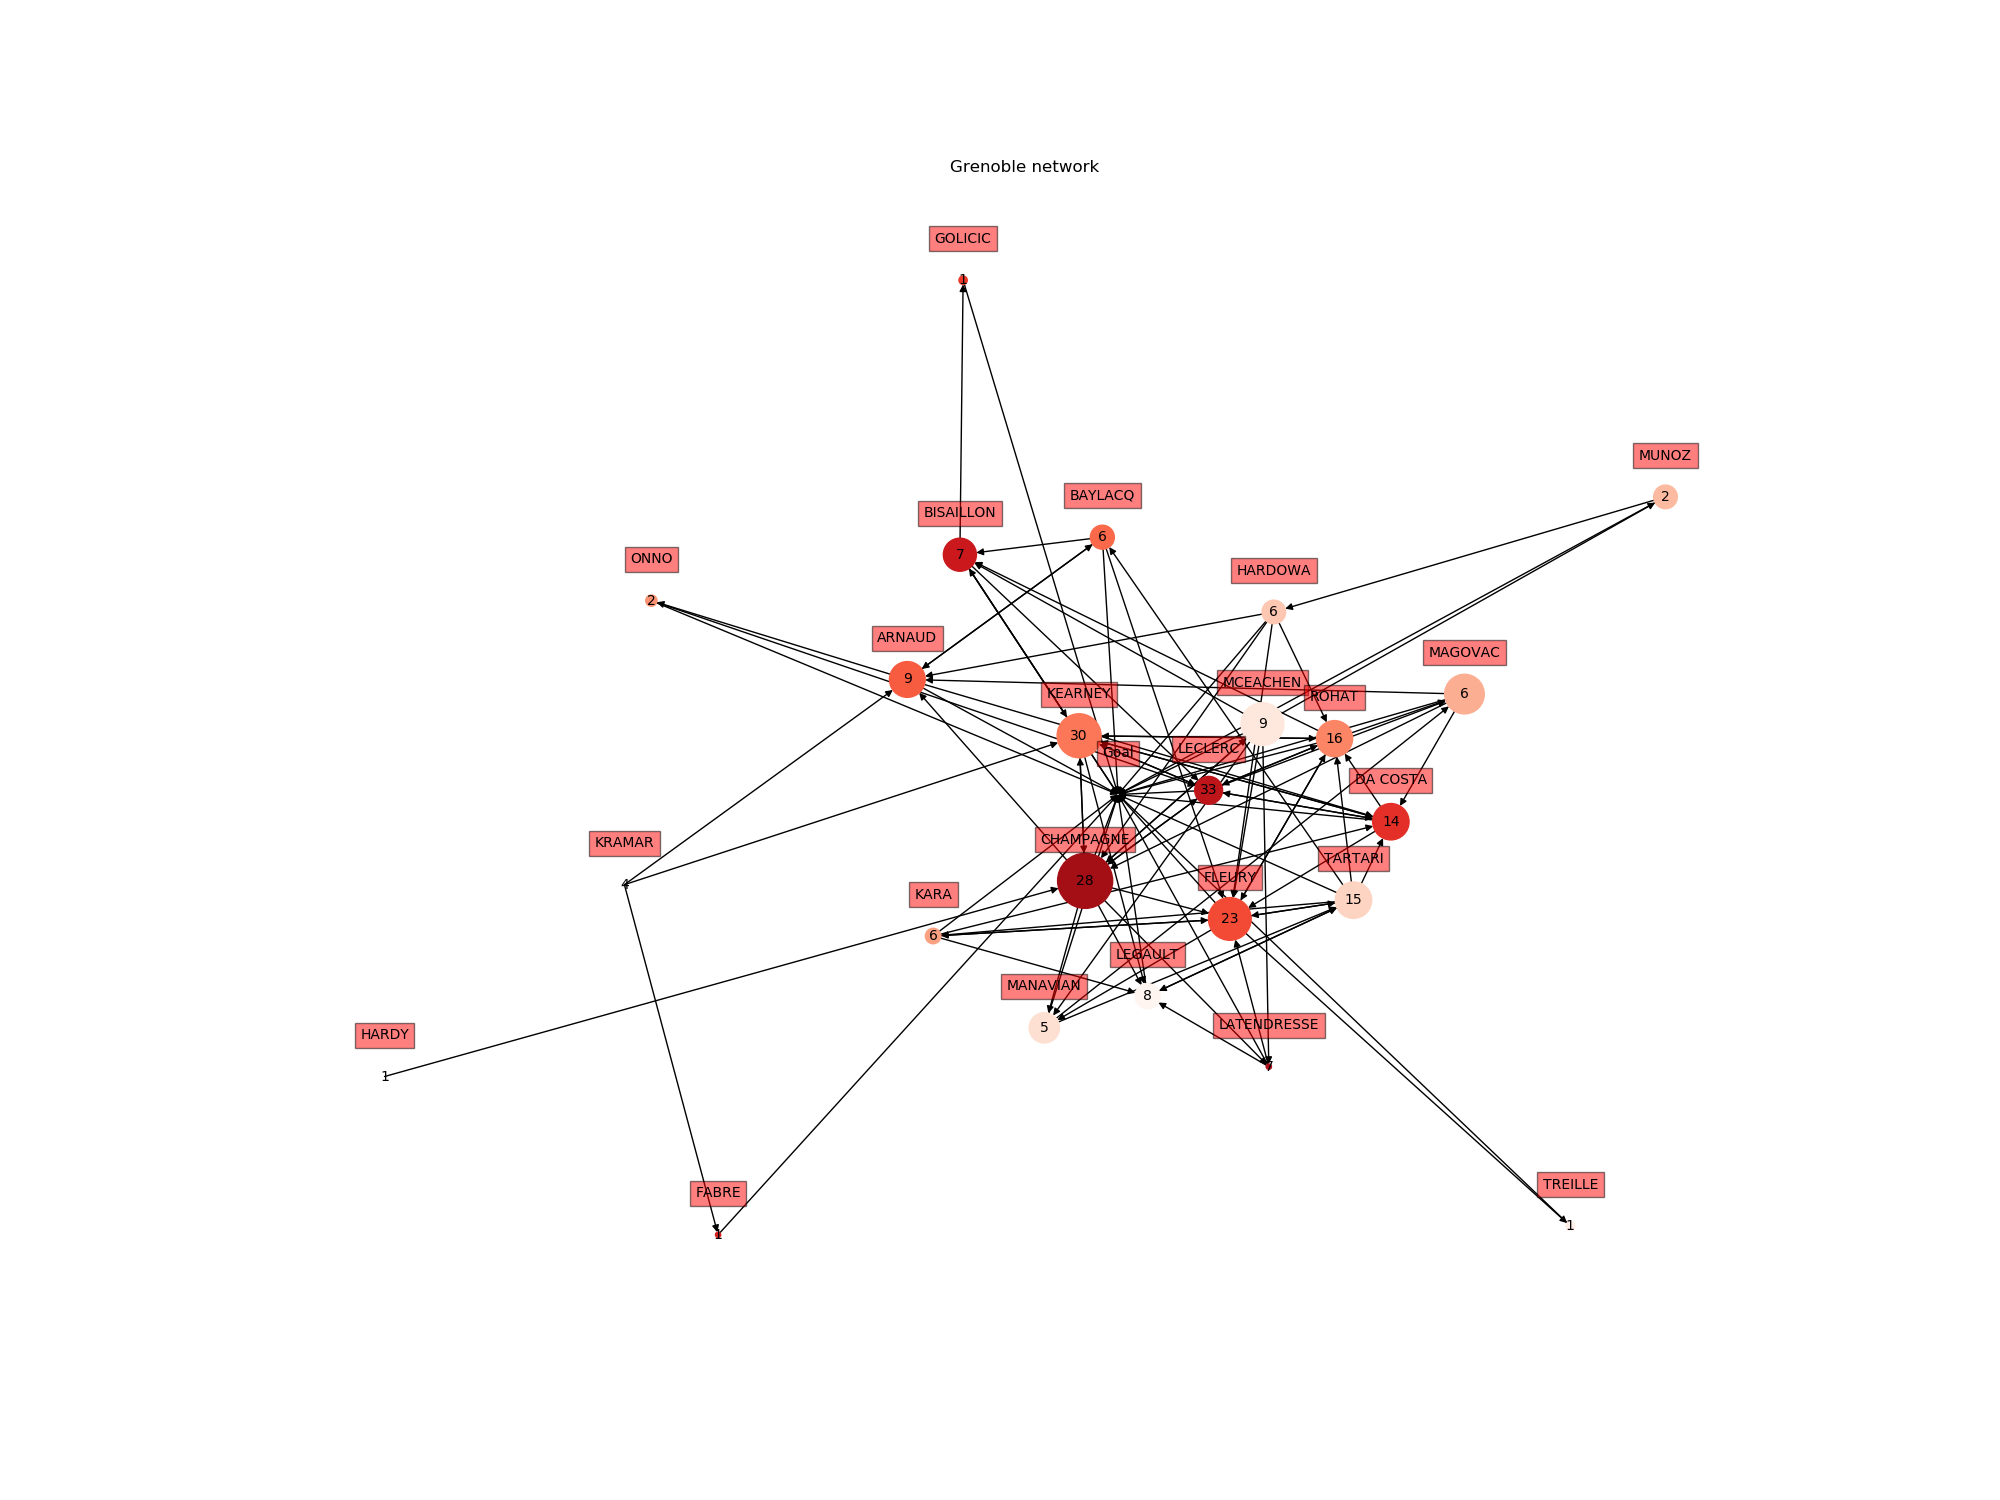 Grenoble network
GOLICIC
1
MUNOZ
2
BAYLACQ
6
BISAILLON
7
ONNO
2
HARDOWA
6
ARNAUD
9
MAGOVAC
6
MCEACHEN
9
KEARNEY
30
ROHAT
16
Goal
LECLERC
33
DA COSTA
14
CHAMPAGNE
28
KRAMAR
4
TARTARI
15
FLEURY
23
KARA
6
LEGAULT
8
MANAVIAN
5
LATENDRESSE
7
HARDY
1
TREILLE
1
FABRE
1